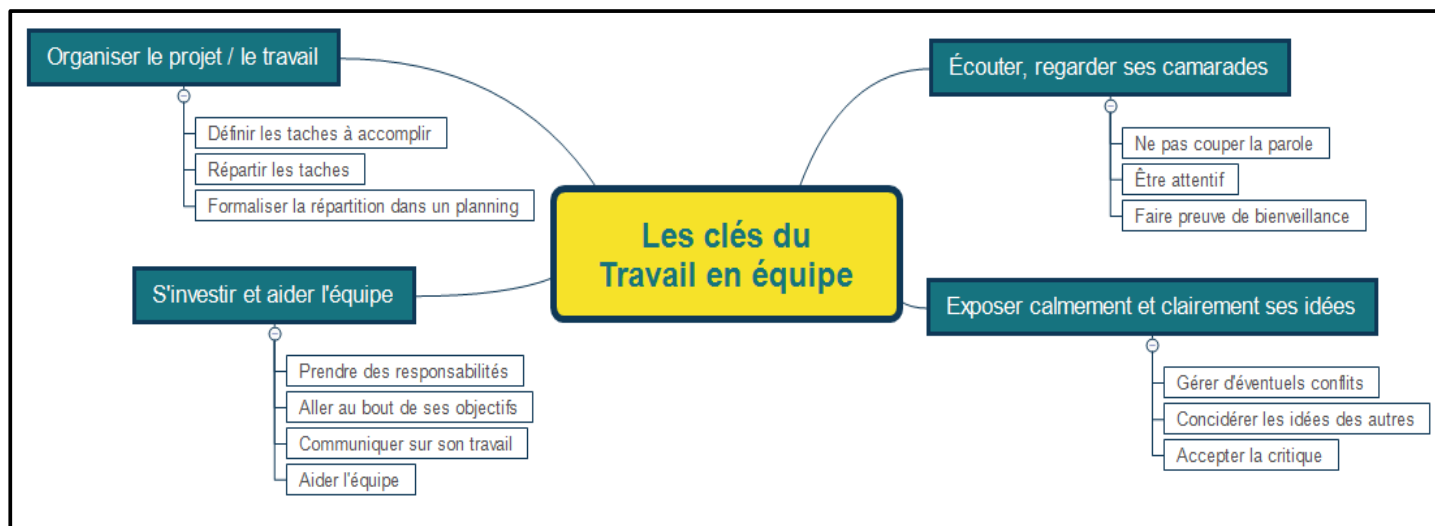 Organiser le projet / le travail
Définir les taches à accomplir
Répartir les taches
Formaliser la répartition dans un planning
Écouter, regarder ses camarades
Ne pas couper la parole
Être attentif
Faire preuve de bienveillance
Les clés du
Travail en équipe
S'investir et aider l'équipe
Prendre des responsabilités
Aller au bout de ses objectifs
Communiquer sur son travail
Aider l'équipe
Exposer calmement et clairement ses idées
Gérer d'éventuels conflits
Concidérer les idées des autres
Accepter la critique